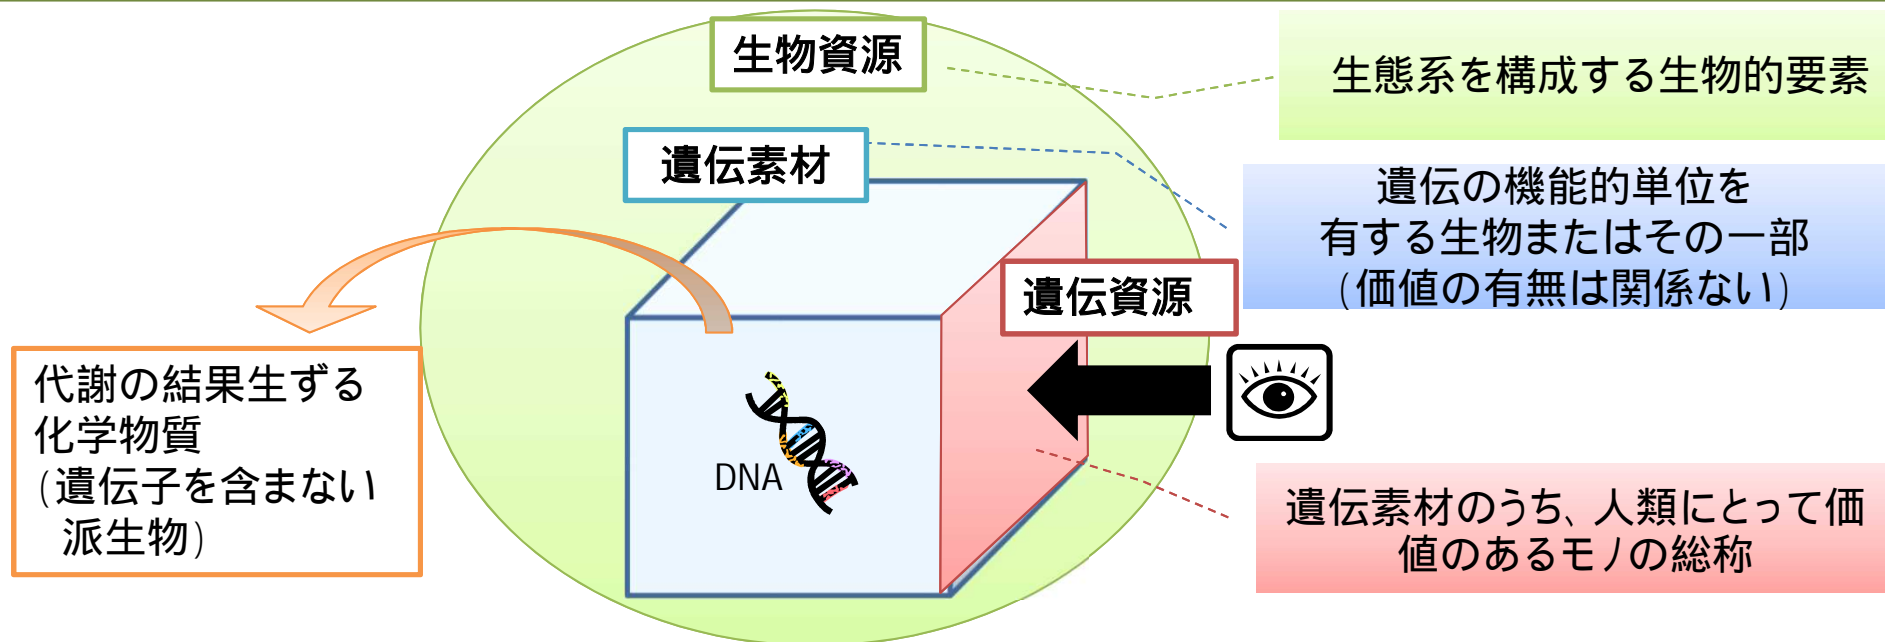 生物資源
生態系を構成する生物的要素
遺伝素材
遺伝の機能的単位を
有する生物またはその一部
(価値の有無は関係ない)
遺伝資源
代謝の結果生ずる
化学物質
(遺伝子を含まない
派生物)
DNA
遺伝素材のうち、人類にとって価
値のあるモノの総称